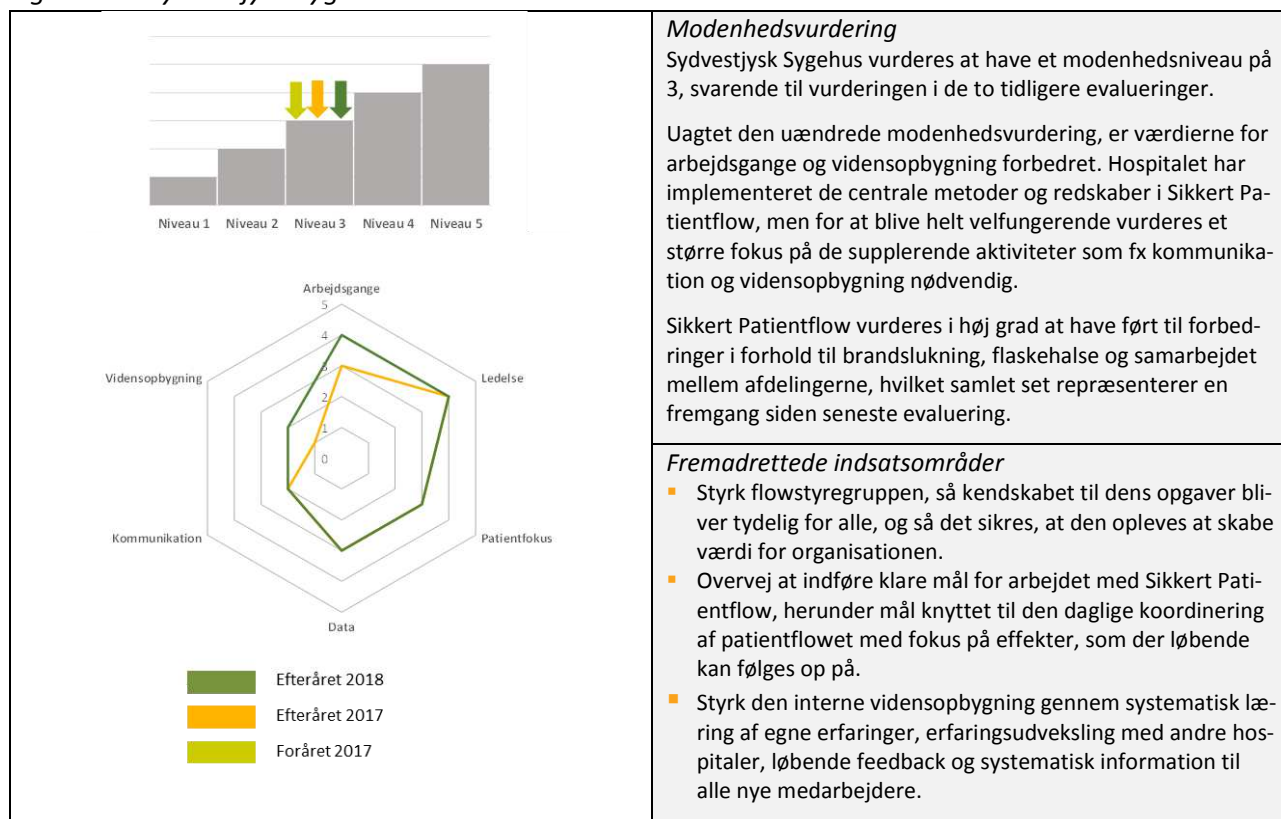 Niveau 1 Niveau 2 Niveau 3 Niveau 4 Niveau 5
Arbejdsgange
5
4
3
2
1
0
Vidensopbygning
Ledelse
Kommunikation
Patientfokus
Data
Efteråret 2018
Efteråret 2017
Foråret 2017
Modenhedsvurdering
Sydvestjysk Sygehus vurderes at have et modenhedsniveau på
3, svarende til vurderingen i de to tidligere evalueringer.
Uagtet den uændrede modenhedsvurdering, er værdierne for
arbejdsgange og vidensopbygning forbedret. Hospitalet har
implementeret de centrale metoder og redskaber i Sikkert Pa-
tientflow, men for at blive helt velfungerende vurderes et
større fokus på de supplerende aktiviteter som fx kommunika-
tion og vidensopbygning nødvendig.
Sikkert Patientflow vurderes i høj grad at have ført til forbed-
ringer i forhold til brandslukning, flaskehalse og samarbejdet
mellem afdelingerne, hvilket samlet set repræsenterer en
fremgang siden seneste evaluering.
Fremadrettede indsatsområder
▪ Styrk flowstyregruppen, så kendskabet til dens opgaver bli-
ver tydelig for alle, og så det sikres, at den opleves at skabe
værdi for organisationen.
▪ Overvej at indføre klare mål for arbejdet med Sikkert Pati-
entflow, herunder mål knyttet til den daglige koordinering
af patientflowet med fokus på effekter, som der løbende
kan følges op på.
▪ Styrk den interne vidensopbygning gennem systematisk læ-
ring af egne erfaringer, erfaringsudveksling med andre hos-
pitaler, løbende feedback og systematisk information til
alle nye medarbejdere.